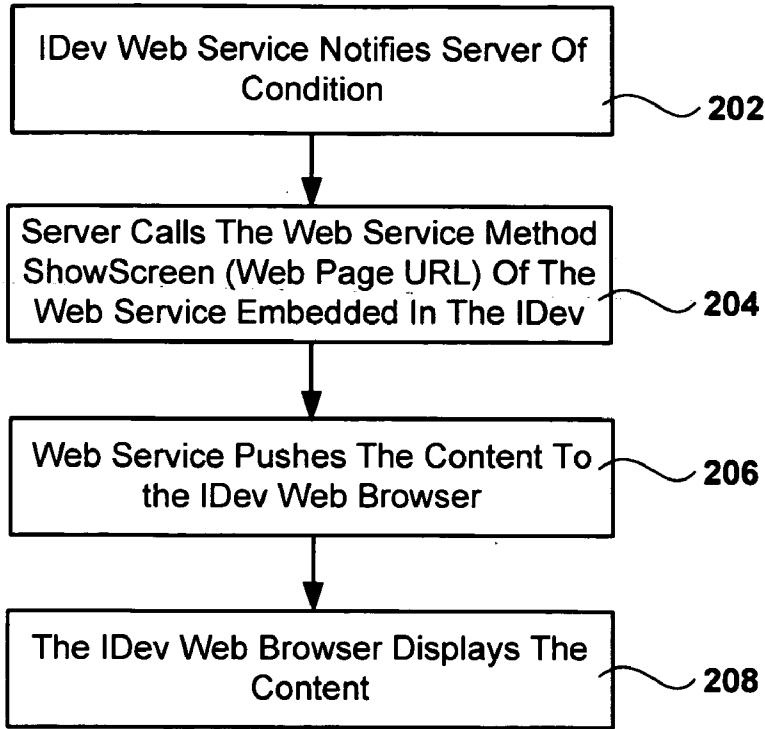 IDev Web Service Notifies Server Of
Condition
202
Server Calls The Web Service Method
ShowScreen (Web Page URL) Of The
Web Service Embedded In The IDev
204
Web Service Pushes The Content To
the IDev Web Browser
206
The IDev Web Browser Displays The
Content
208